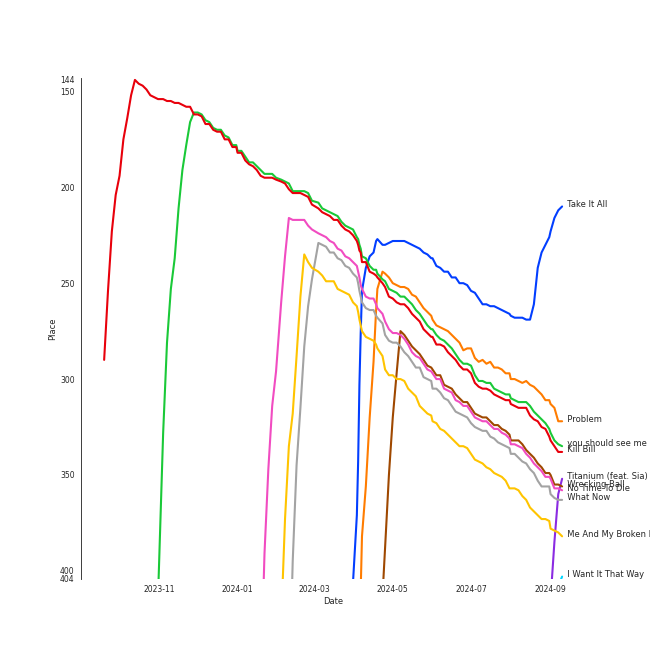 144
150
200
250
300
350
400
404
Place
2023-11
2024-01
2024-03
2024-05
2024-07
2024-09
Date
Take It All
Problem
you should see me
Kill Bill
Titanium (feat. Sia)
Wrecking Ball
No Time To Die
What Now
Me And My Broken
I Want It That Way